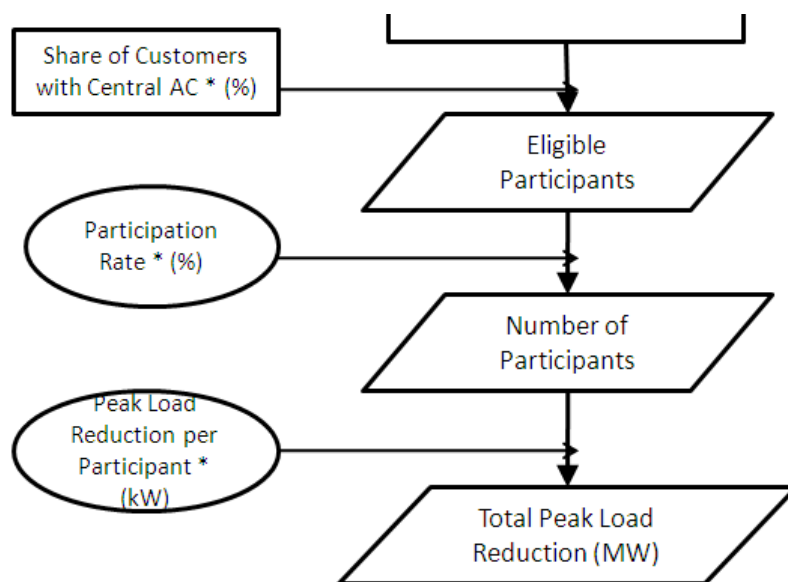 Share of Customers
with Central AC * (%)
Eligible
Participants
Participation
Rate * (%)
Number of
Participants
Peak Load
Reduction per
Participant *
(kW)
Total Peak Load
Reduction (MW)